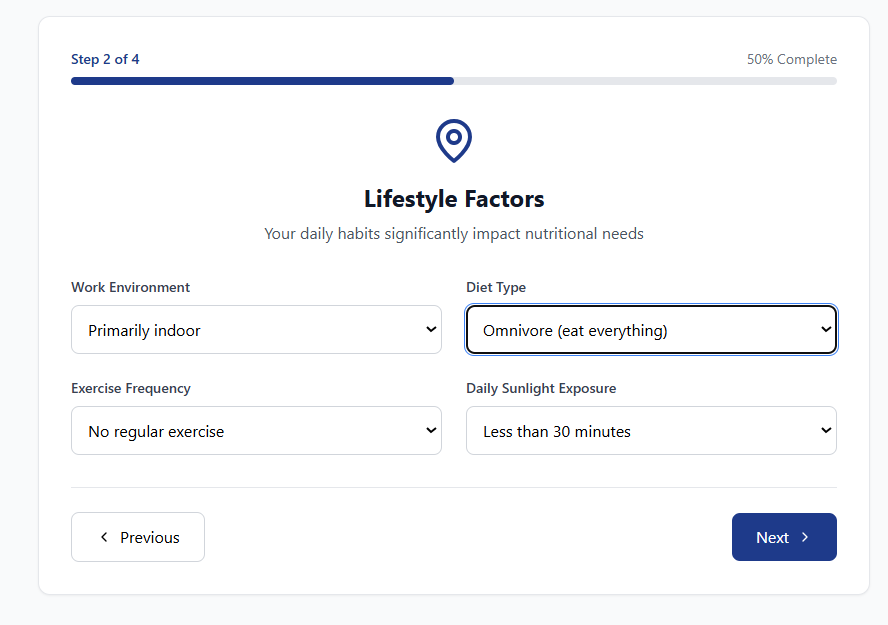 Step 2 of 4
50% Complete
Lifestyle Factors
Your daily habits significantly impact nutritional needs
Work Environment
Diet Type
Primarily indoor
Omnivore (eat everything)
Exercise Frequency
Daily Sunlight Exposure
No regular exercise
Less than 30 minutes
Previous
Next